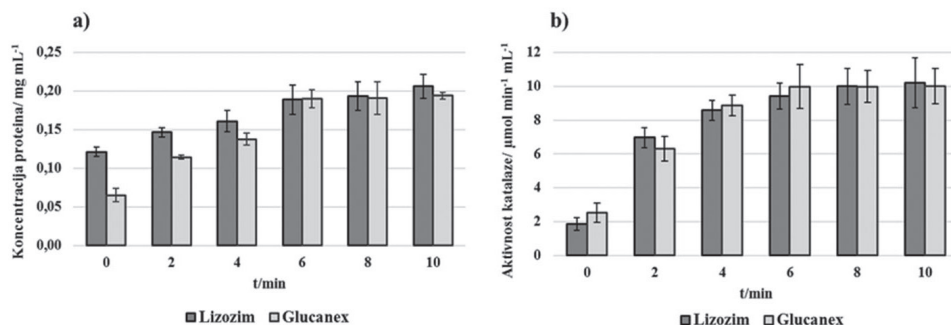 a)
Koncentracija proteina/ mg mL⁻¹
0,25
0,20
0,15
0,10
0,05
0,00
0 2 4 6 8 10
t/min
Lizozim Glucanex
b)
Aktivnost katalaze/ µmol min⁻¹ mL⁻¹
12
10
8
6
4
2
0
0 2 4 6 8 10
t/min
Lizozim Glucanex